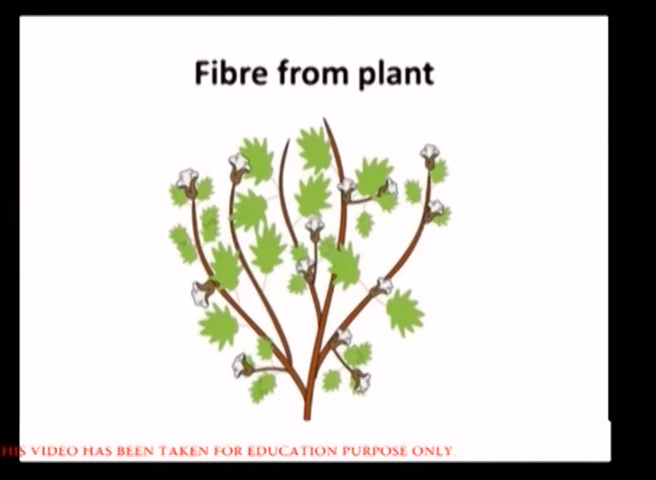 Fibre from plant
HIS VIDEO HAS BEEN TAKEN FOR EDUCATION PURPOSE ONLY.